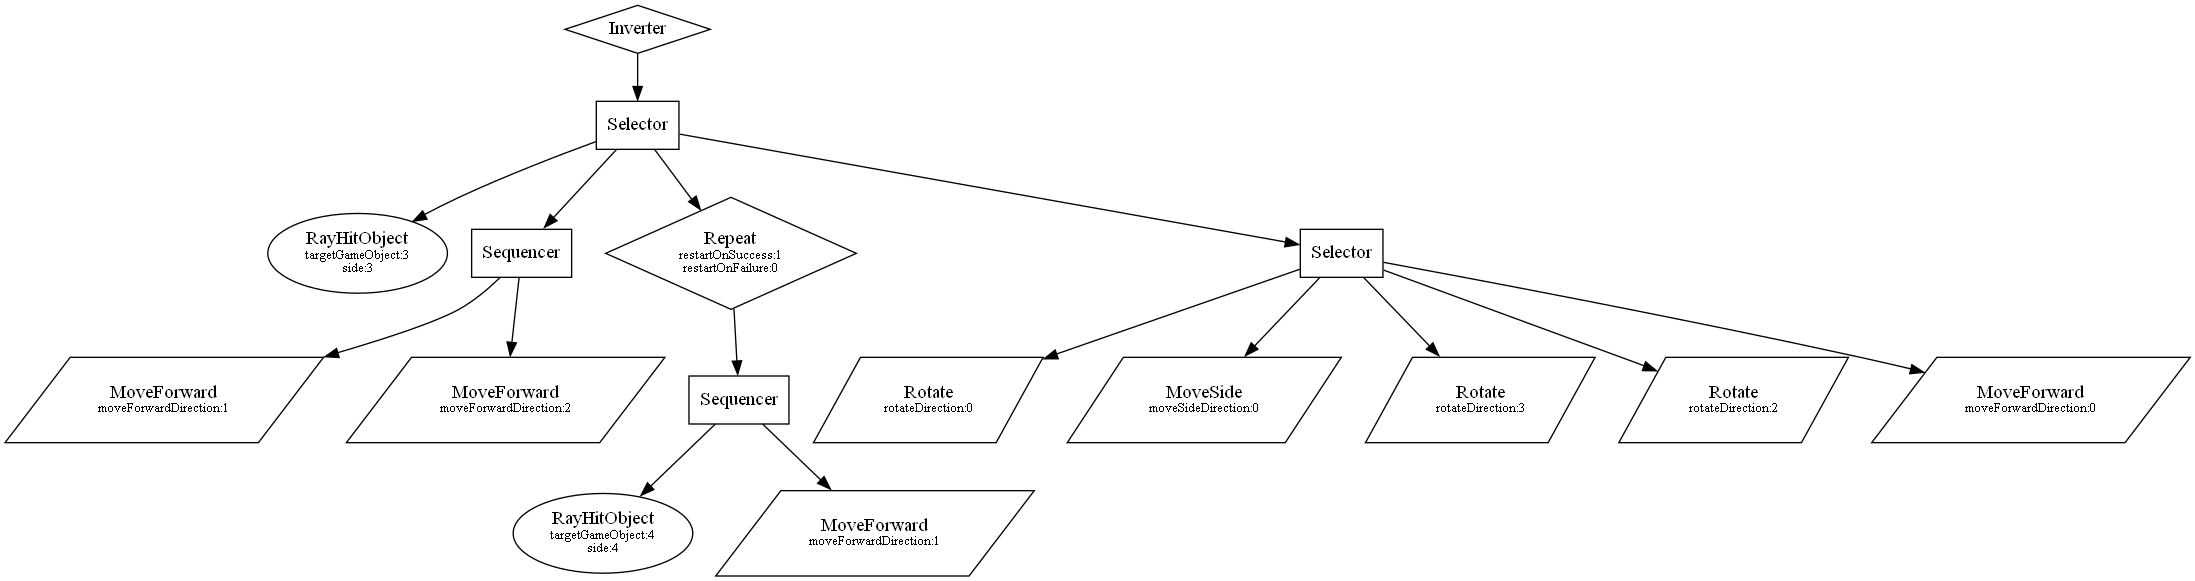 Inverter
Selector
RayHitObject
targetGameObject:3
side:3
Sequencer
Repeat
restartOnSuccess:1
restartOnFailure:0
Selector
MoveForward
moveForwardDirection:1
MoveForward
moveForwardDirection:2
Sequencer
Rotate
rotateDirection:0
MoveSide
moveSideDirection:0
Rotate
rotateDirection:3
Rotate
rotateDirection:2
MoveForward
moveForwardDirection:0
RayHitObject
targetGameObject:4
side:4
MoveForward
moveForwardDirection:1